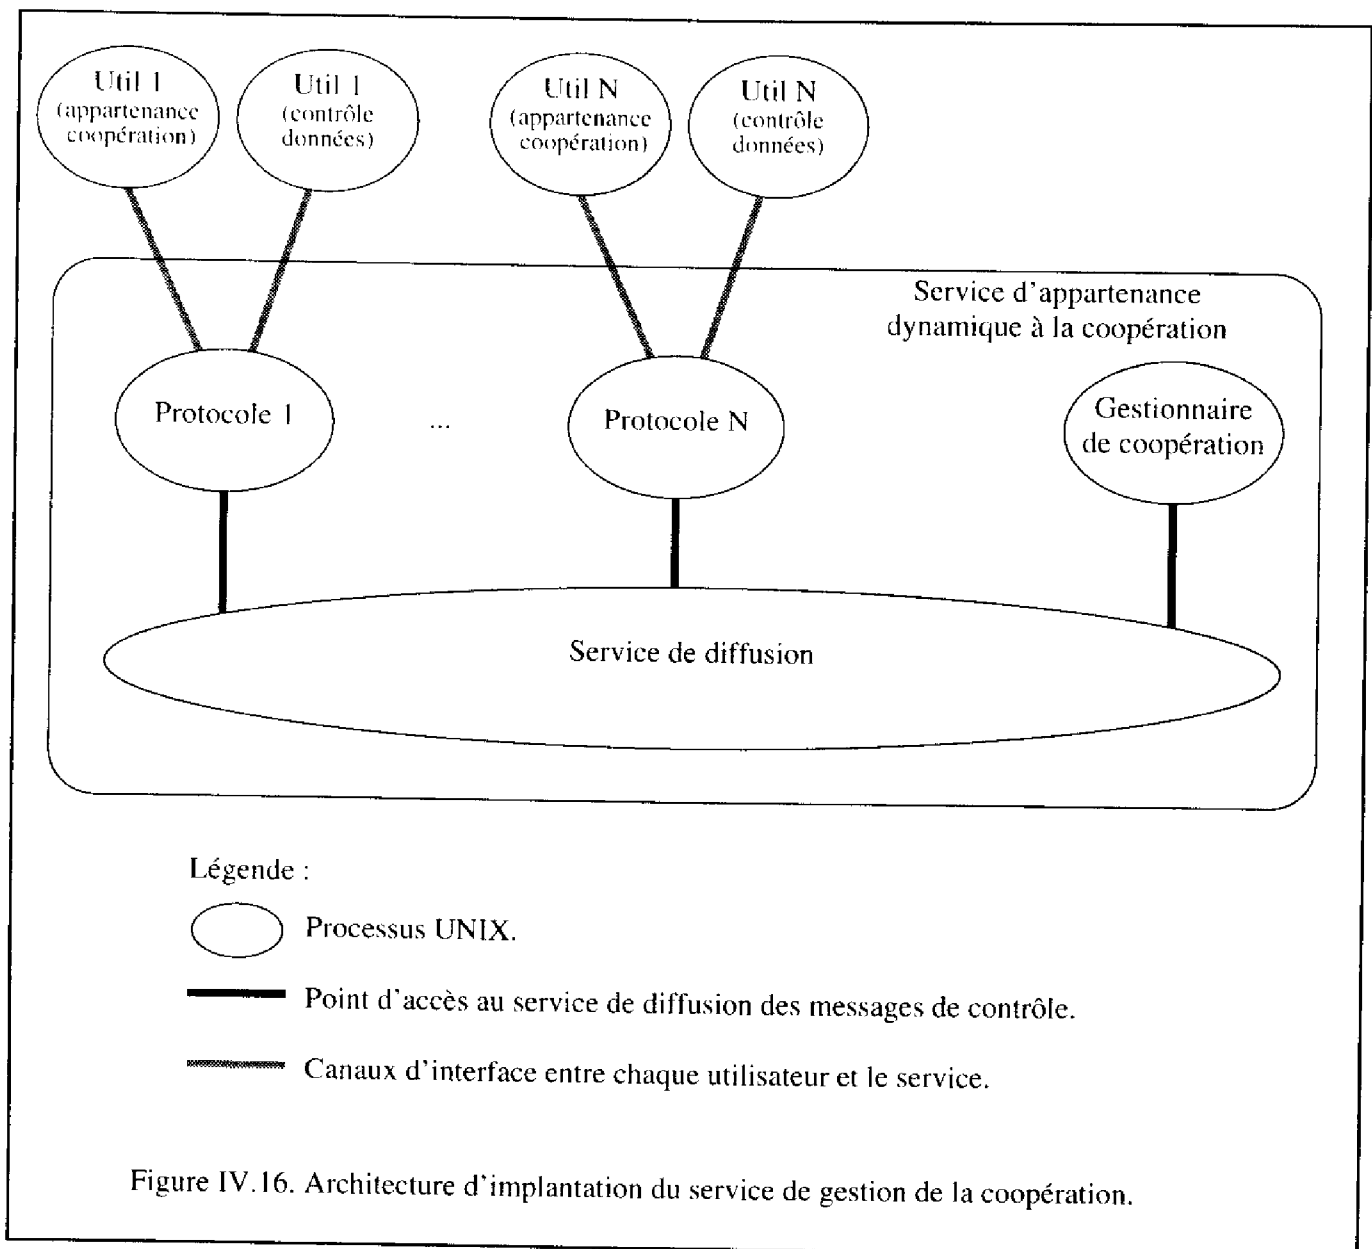 Util 1
(appartenance
coopération)
Util 1
(contrôle
données)
Util N
(appartenance
coopération)
Util N
(contrôle
données)
Service d'appartenance
dynamique à la coopération
Protocole 1
...
Protocole N
Gestionnaire
de coopération
Service de diffusion
Légende :
Processus UNIX.
Point d'accès au service de diffusion des messages de contrôle.
Canaux d'interface entre chaque utilisateur et le service.
Figure IV.16. Architecture d'implantation du service de gestion de la coopération.